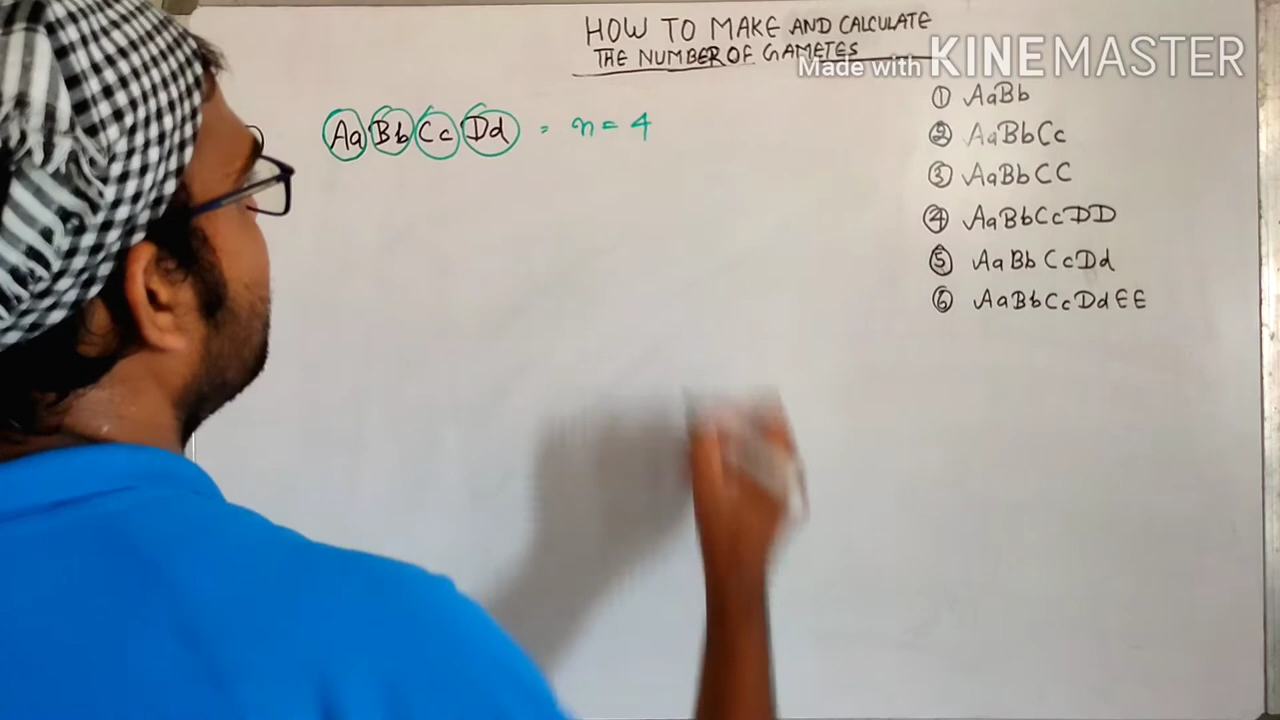 HOW TO MAKE AND CALCULATE
THE NUMBER OF GAMETES
Made with KINEMASTER
Aa Bb Cc Dd = n = 4
① AaBb
② AaBbCc
③ AaBbCC
④ AaBbCcDD
⑤ AaBbCcDd
⑥ AaBbCcDdEE